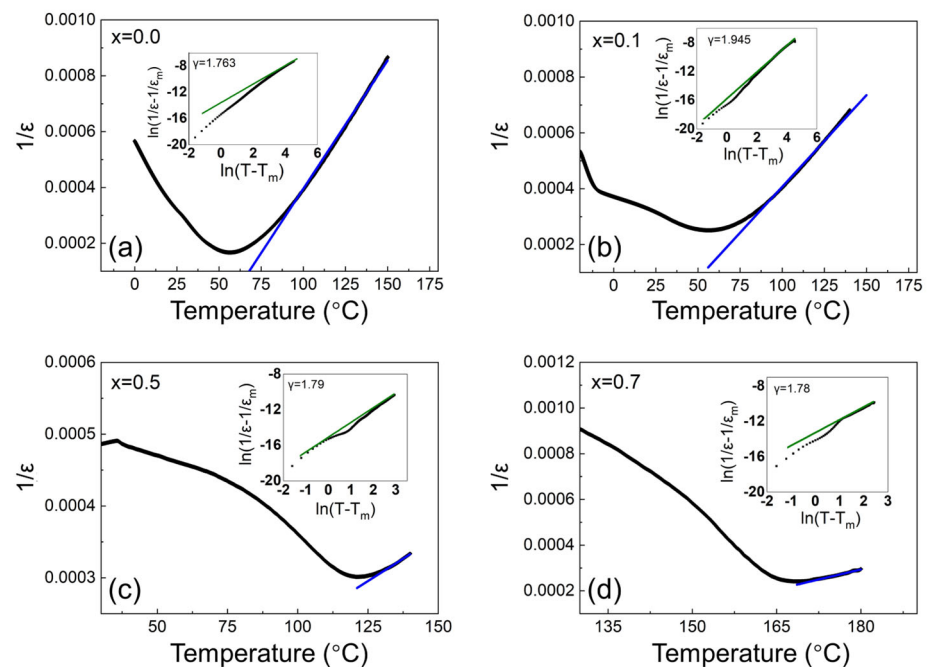 0.0010
0.0008
0.0006
0.0004
0.0002
1/ε
x=0.0
γ=1.763
-8
-12
-16
-20
ln(1/ε-1/εₘ)
-2 0 2 4 6
ln(T-Tₘ)
(a)
0 25 50 75 100 125 150 175
Temperature (°C)
0.0010
0.0008
0.0006
0.0004
0.0002
1/ε
x=0.1
γ=1.945
-8
-12
-16
-20
ln(1/ε-1/εₘ)
-2 0 2 4 6
ln(T-Tₘ)
(b)
0 25 50 75 100 125 150 175
Temperature (°C)
0.0006
0.0005
0.0004
0.0003
1/ε
x=0.5
γ=1.79
-8
-12
-16
-20
ln(1/ε-1/εₘ)
-2 -1 0 1 2 3
ln(T-Tₘ)
(c)
50 75 100 125 150
Temperature (°C)
0.0012
0.0010
0.0008
0.0006
0.0004
0.0002
1/ε
x=0.7
γ=1.78
-8
-12
-16
-20
ln(1/ε-1/εₘ)
-2 -1 0 1 2 3
ln(T-Tₘ)
(d)
135 150 165 180
Temperature (°C)